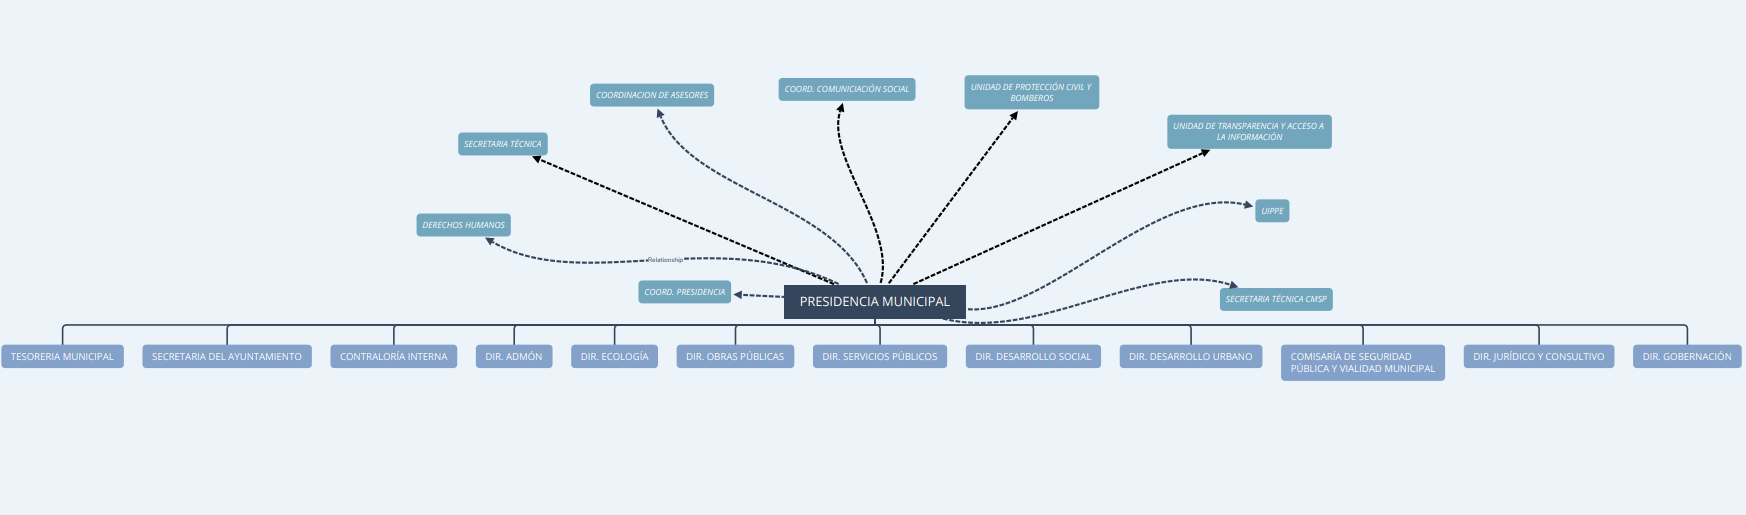 COORD. COMUNICIACIÓN SOCIAL
UNIDAD DE PROTECCIÓN CIVIL Y
BOMBEROS
COORDINACION DE ASESORES
UNIDAD DE TRANSPARENCIA Y ACCESO A
LA INFORMACIÓN
SECRETARIA TÉCNICA
UIPPE
DERECHOS HUMANOS
Relationship
COORD. PRESIDENCIA
PRESIDENCIA MUNICIPAL
SECRETARIA TÉCNICA CMSP
TESORERIA MUNICIPAL
SECRETARIA DEL AYUNTAMIENTO
CONTRALORÍA INTERNA
DIR. ADMÓN
DIR. ECOLOGÍA
DIR. OBRAS PÚBLICAS
DIR. SERVICIOS PÚBLICOS
DIR. DESARROLLO SOCIAL
DIR. DESARROLLO URBANO
COMISARÍA DE SEGURIDAD
PÚBLICA Y VIALIDAD MUNICIPAL
DIR. JURÍDICO Y CONSULTIVO
DIR. GOBERNACIÓN